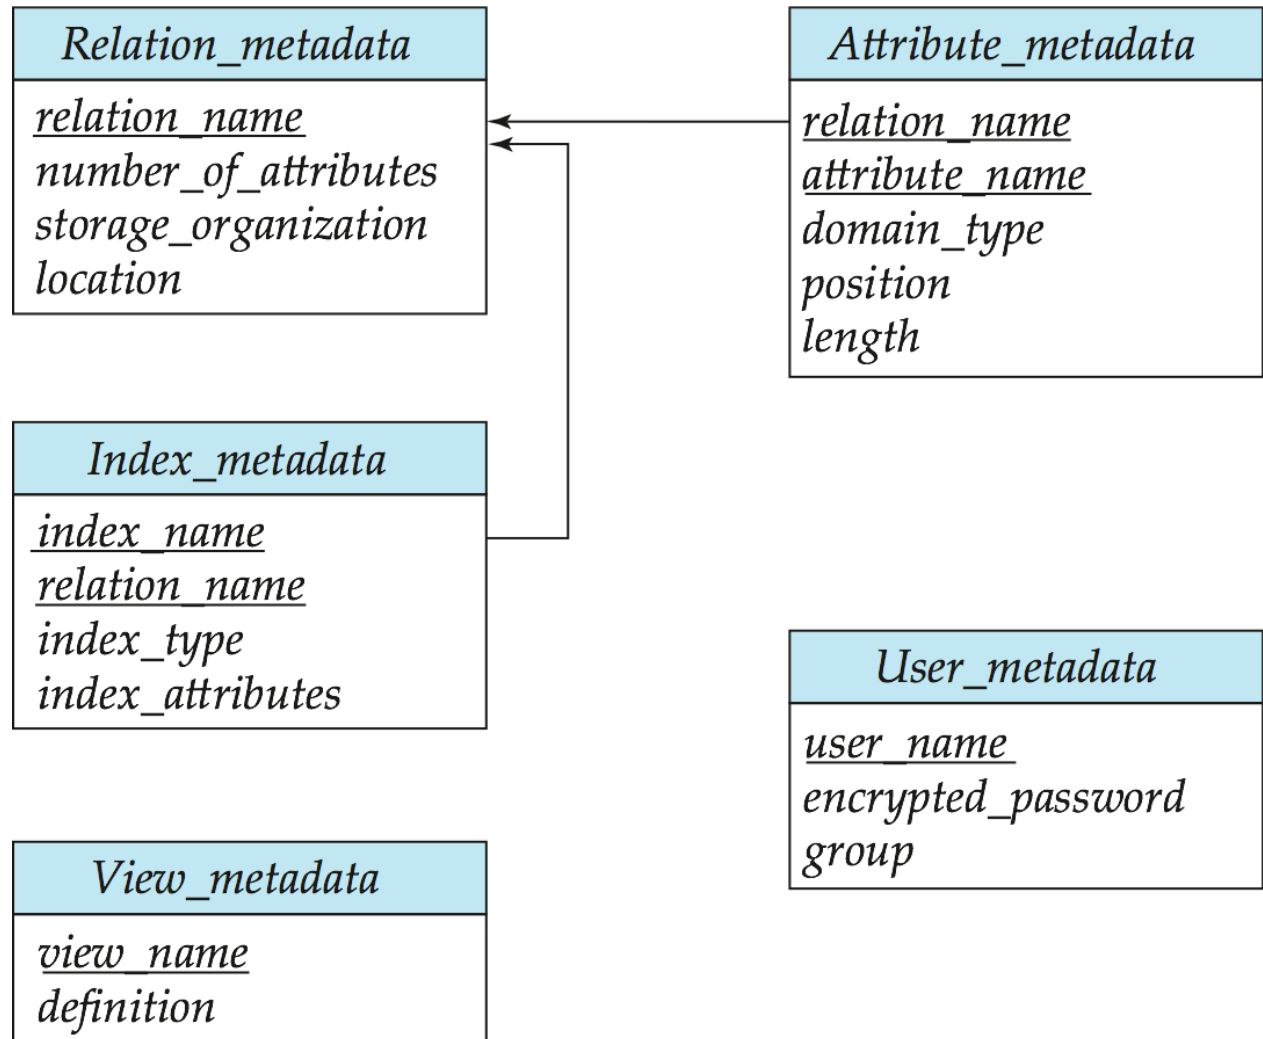 Relation_metadata
relation_name
number_of_attributes
storage_organization
location
Attribute_metadata
relation_name
attribute_name
domain_type
position
length
Index_metadata
index_name
relation_name
index_type
index_attributes
User_metadata
user_name
encrypted_password
group
View_metadata
view_name
definition